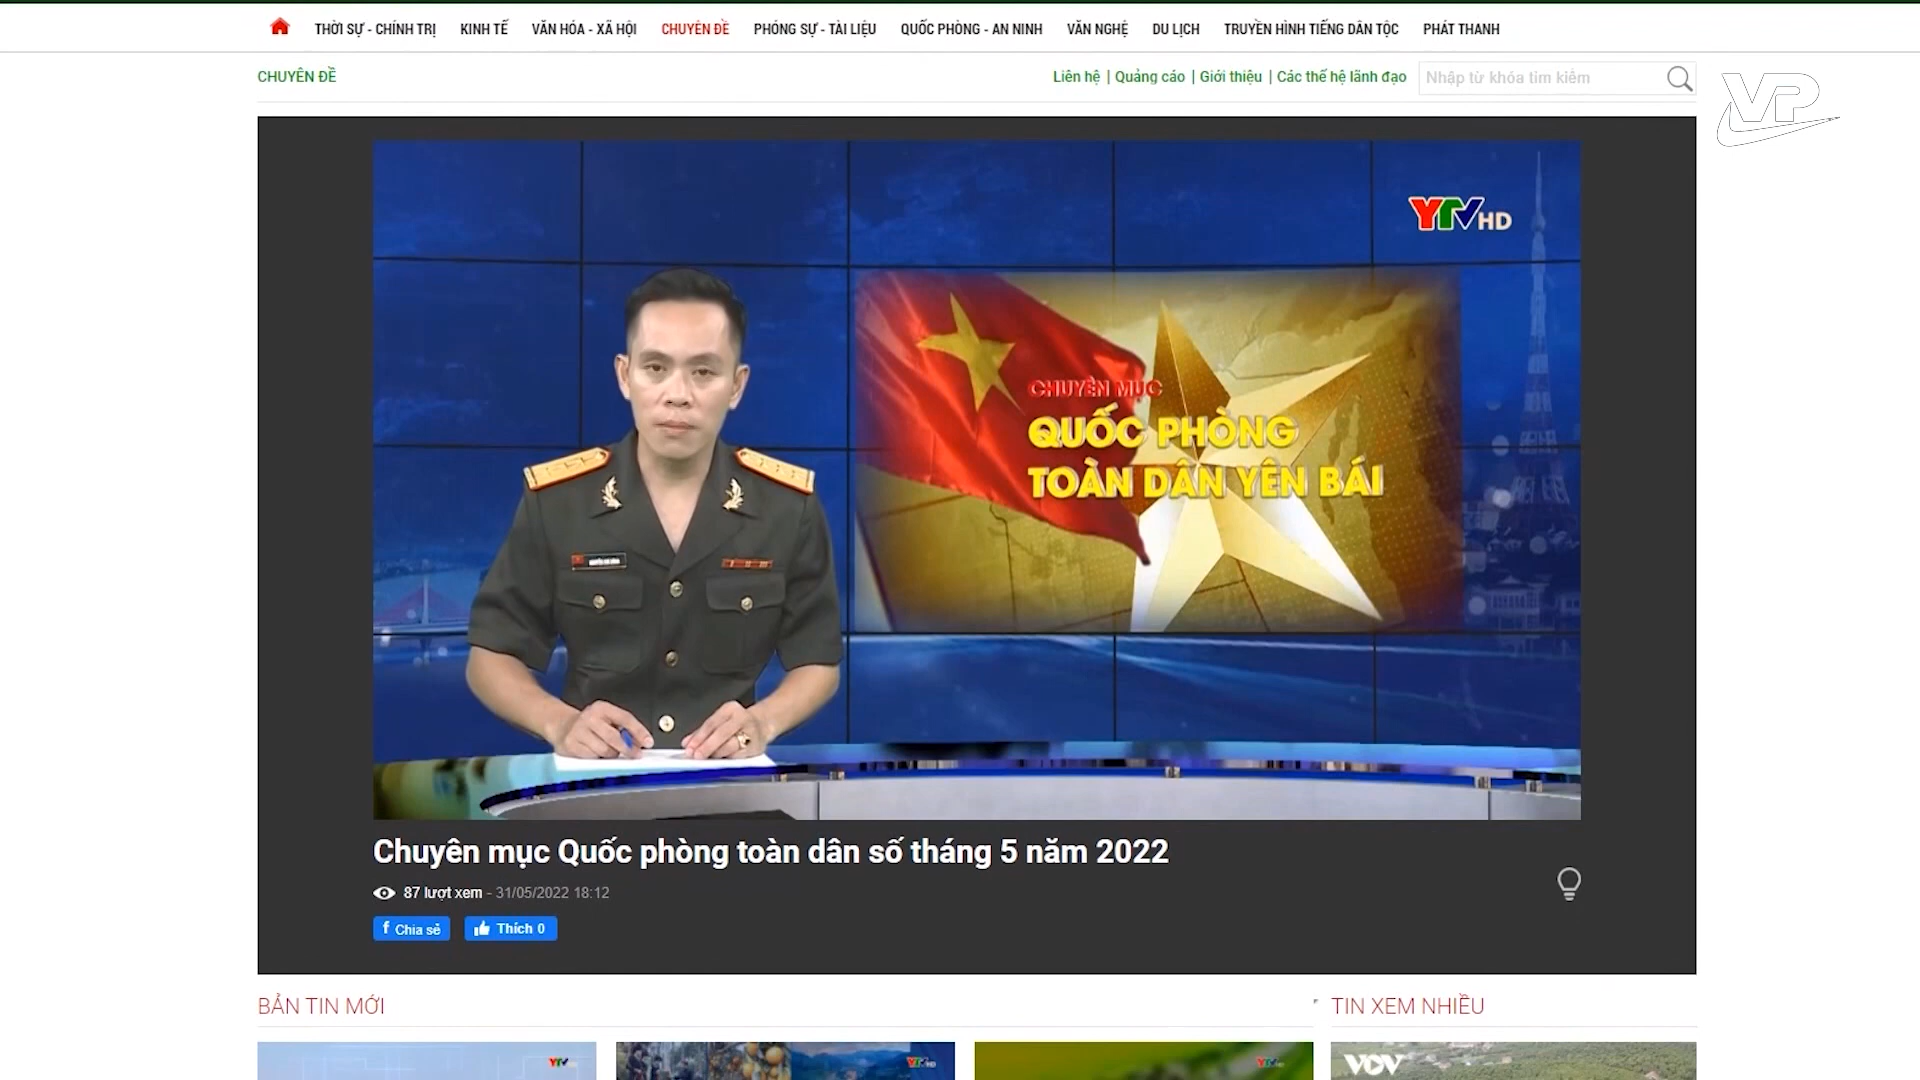 THỜI SỰ - CHÍNH TRỊ KINH TẾ VĂN HÓA - XÃ HỘI CHUYÊN ĐỀ PHÓNG SỰ - TÀI LIỆU QUỐC PHÒNG - AN NINH VĂN NGHỆ DU LỊCH TRUYỀN HÌNH TIẾNG DÂN TỘC PHÁT THANH
CHUYÊN ĐỀ
Liên hệ | Quảng cáo | Giới thiệu | Các thế hệ lãnh đạo
Nhập từ khóa tìm kiếm
VP
YTV HD
CHUYÊN MỤC
QUỐC PHÒNG
TOÀN DÂN YÊN BÁI
Chuyên mục Quốc phòng toàn dân số tháng 5 năm 2022
87 lượt xem - 31/05/2022 18:12
f Chia sẻ
Thích 0
BẢN TIN MỚI
TIN XEM NHIỀU
YTV
YTV
YTV
VOV